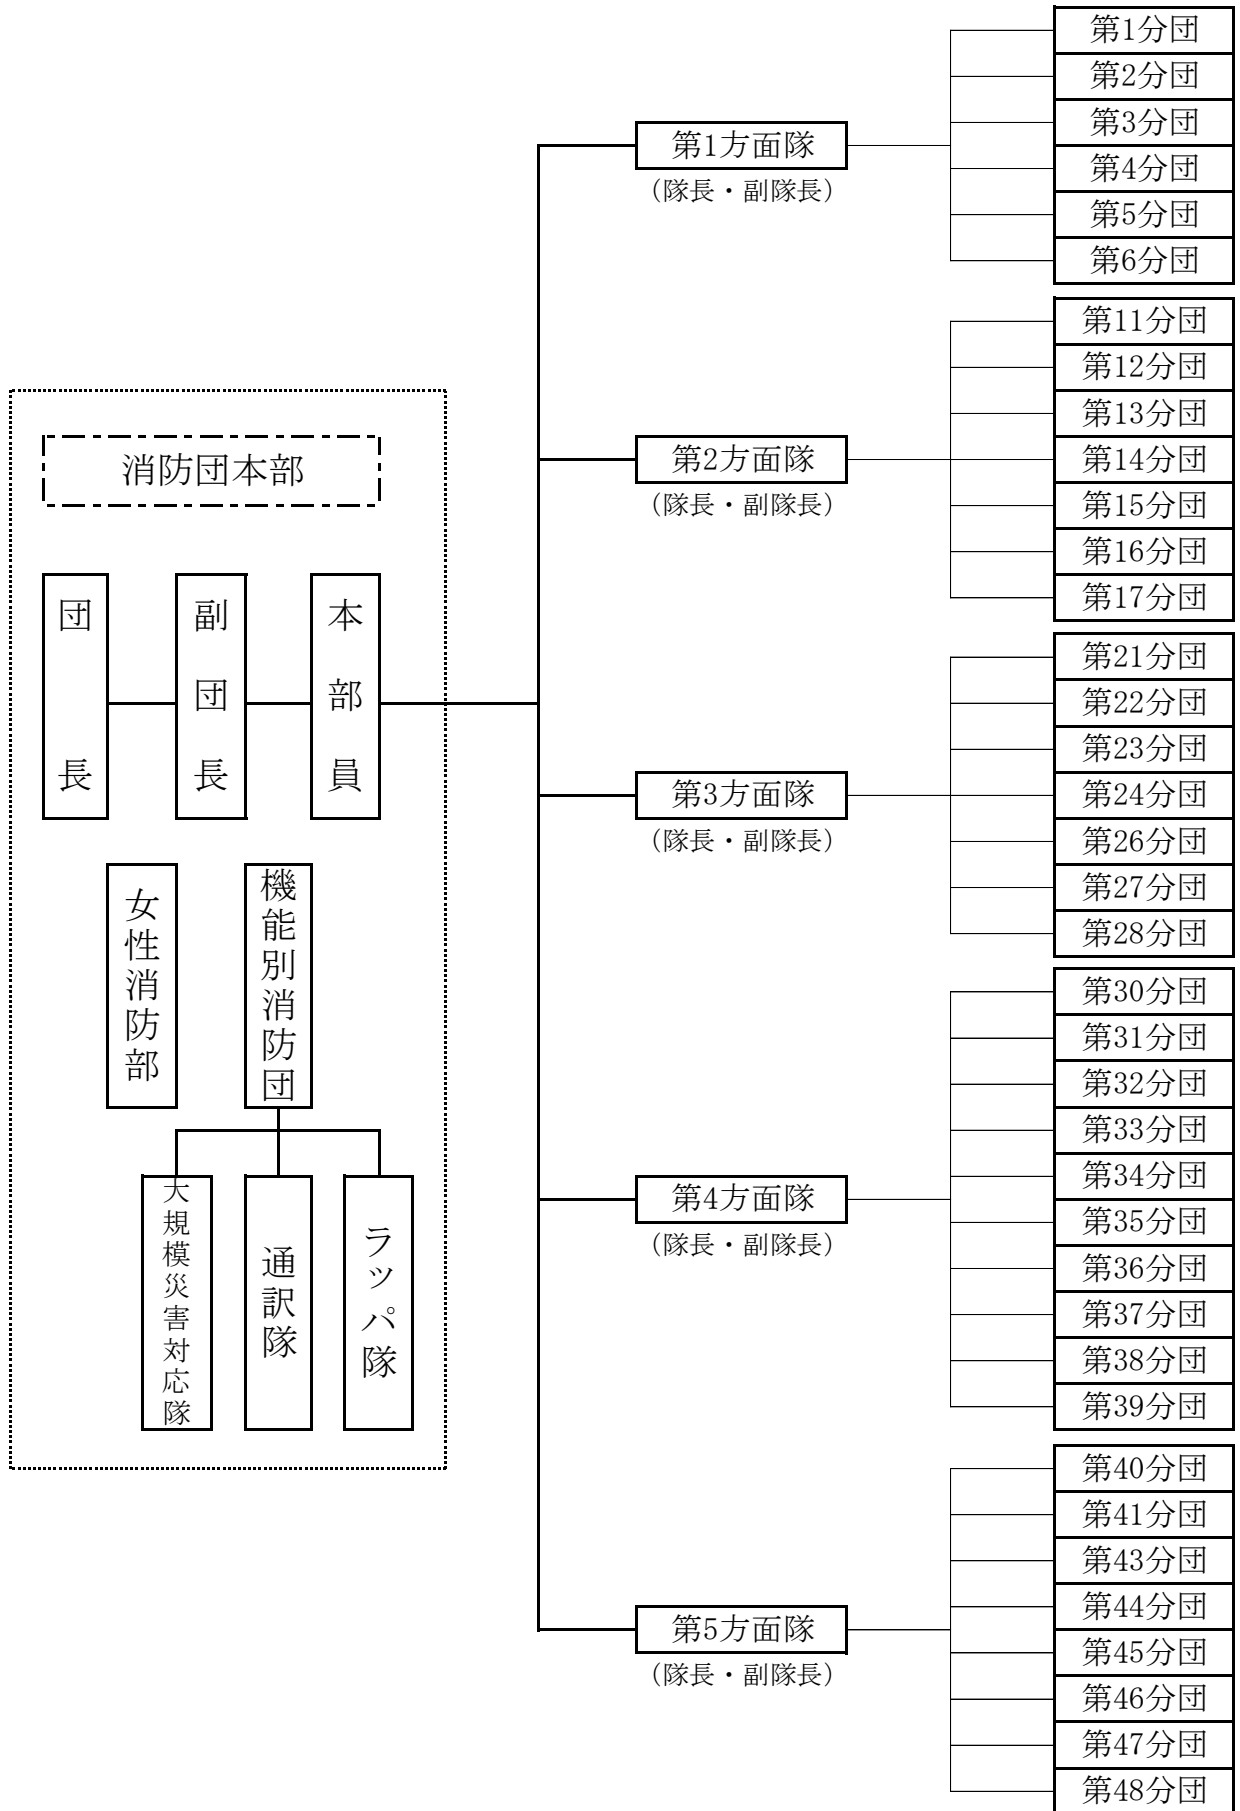 消防団本部
団長
副団長
本部員
女性消防部
機能別消防団
大規模災害対応隊
通訳隊
ラッパ隊
第1方面隊
(隊長・副隊長)
第1分団
第2分団
第3分団
第4分団
第5分団
第6分団
第2方面隊
(隊長・副隊長)
第11分団
第12分団
第13分団
第14分団
第15分団
第16分団
第17分団
第3方面隊
(隊長・副隊長)
第21分団
第22分団
第23分団
第24分団
第26分団
第27分団
第28分団
第4方面隊
(隊長・副隊長)
第30分団
第31分団
第32分団
第33分団
第34分団
第35分団
第36分団
第37分団
第38分団
第39分団
第5方面隊
(隊長・副隊長)
第40分団
第41分団
第43分団
第44分団
第45分団
第46分団
第47分団
第48分団